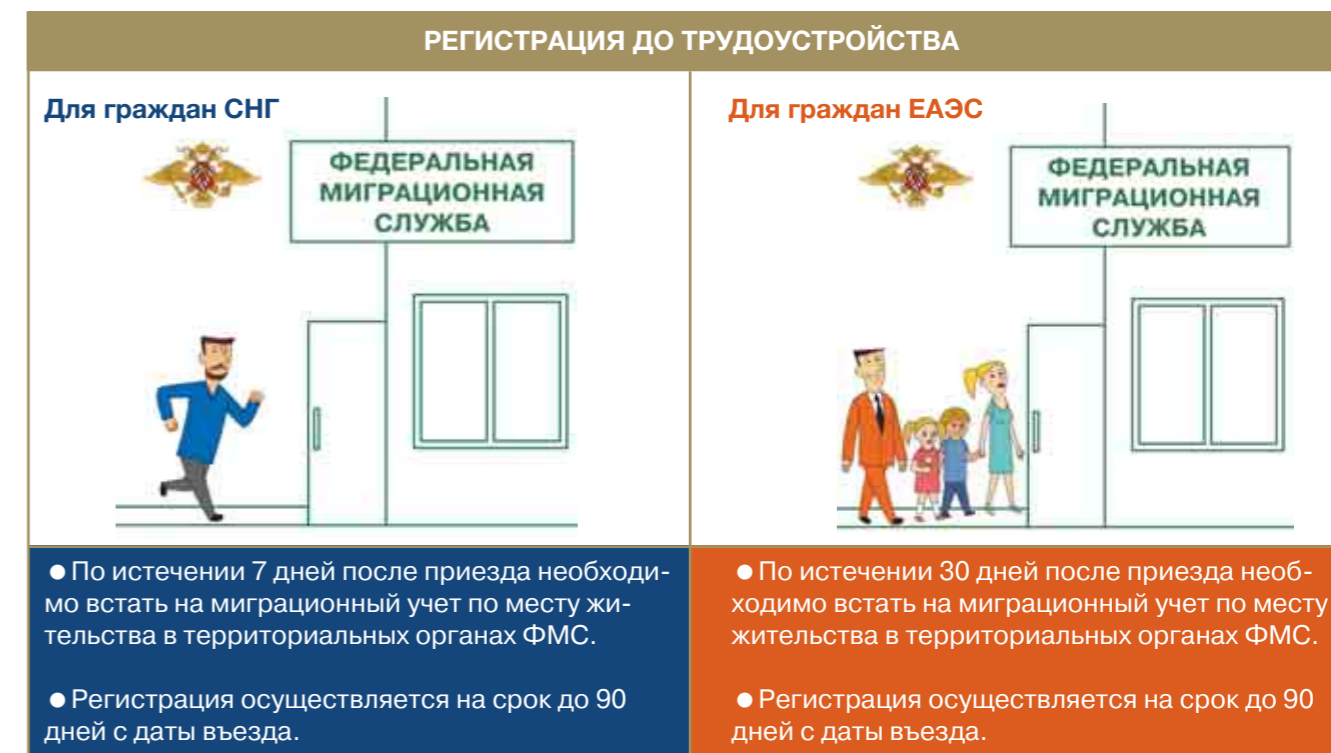 РЕГИСТРАЦИЯ ДО ТРУДОУСТРОЙСТВА
Для граждан СНГ
ФЕДЕРАЛЬНАЯ
МИГРАЦИОННАЯ
СЛУЖБА
● По истечении 7 дней после приезда необходи-
мо встать на миграционный учет по месту жи-
тельства в территориальных органах ФМС.
● Регистрация осуществляется на срок до 90
дней с даты въезда.
Для граждан ЕАЭС
ФЕДЕРАЛЬНАЯ
МИГРАЦИОННАЯ
СЛУЖБА
● По истечении 30 дней после приезда необ-
ходимо встать на миграционный учет по месту
жительства в территориальных органах ФМС.
● Регистрация осуществляется на срок до 90
дней с даты въезда.